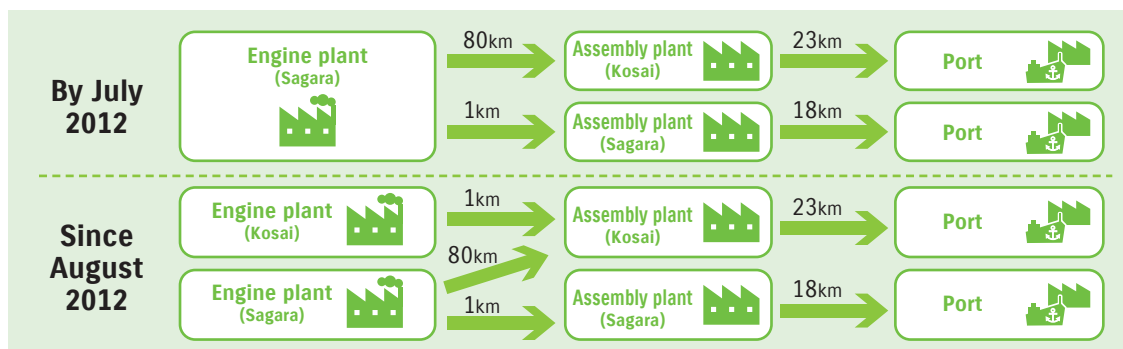 By July
2012
Engine plant
(Sagara)
80km
Assembly plant
(Kosai)
23km
Port
1km
Assembly plant
(Sagara)
18km
Port
Since
August
2012
Engine plant
(Kosai)
1km
Assembly plant
(Kosai)
23km
Port
80km
Engine plant
(Sagara)
1km
Assembly plant
(Sagara)
18km
Port